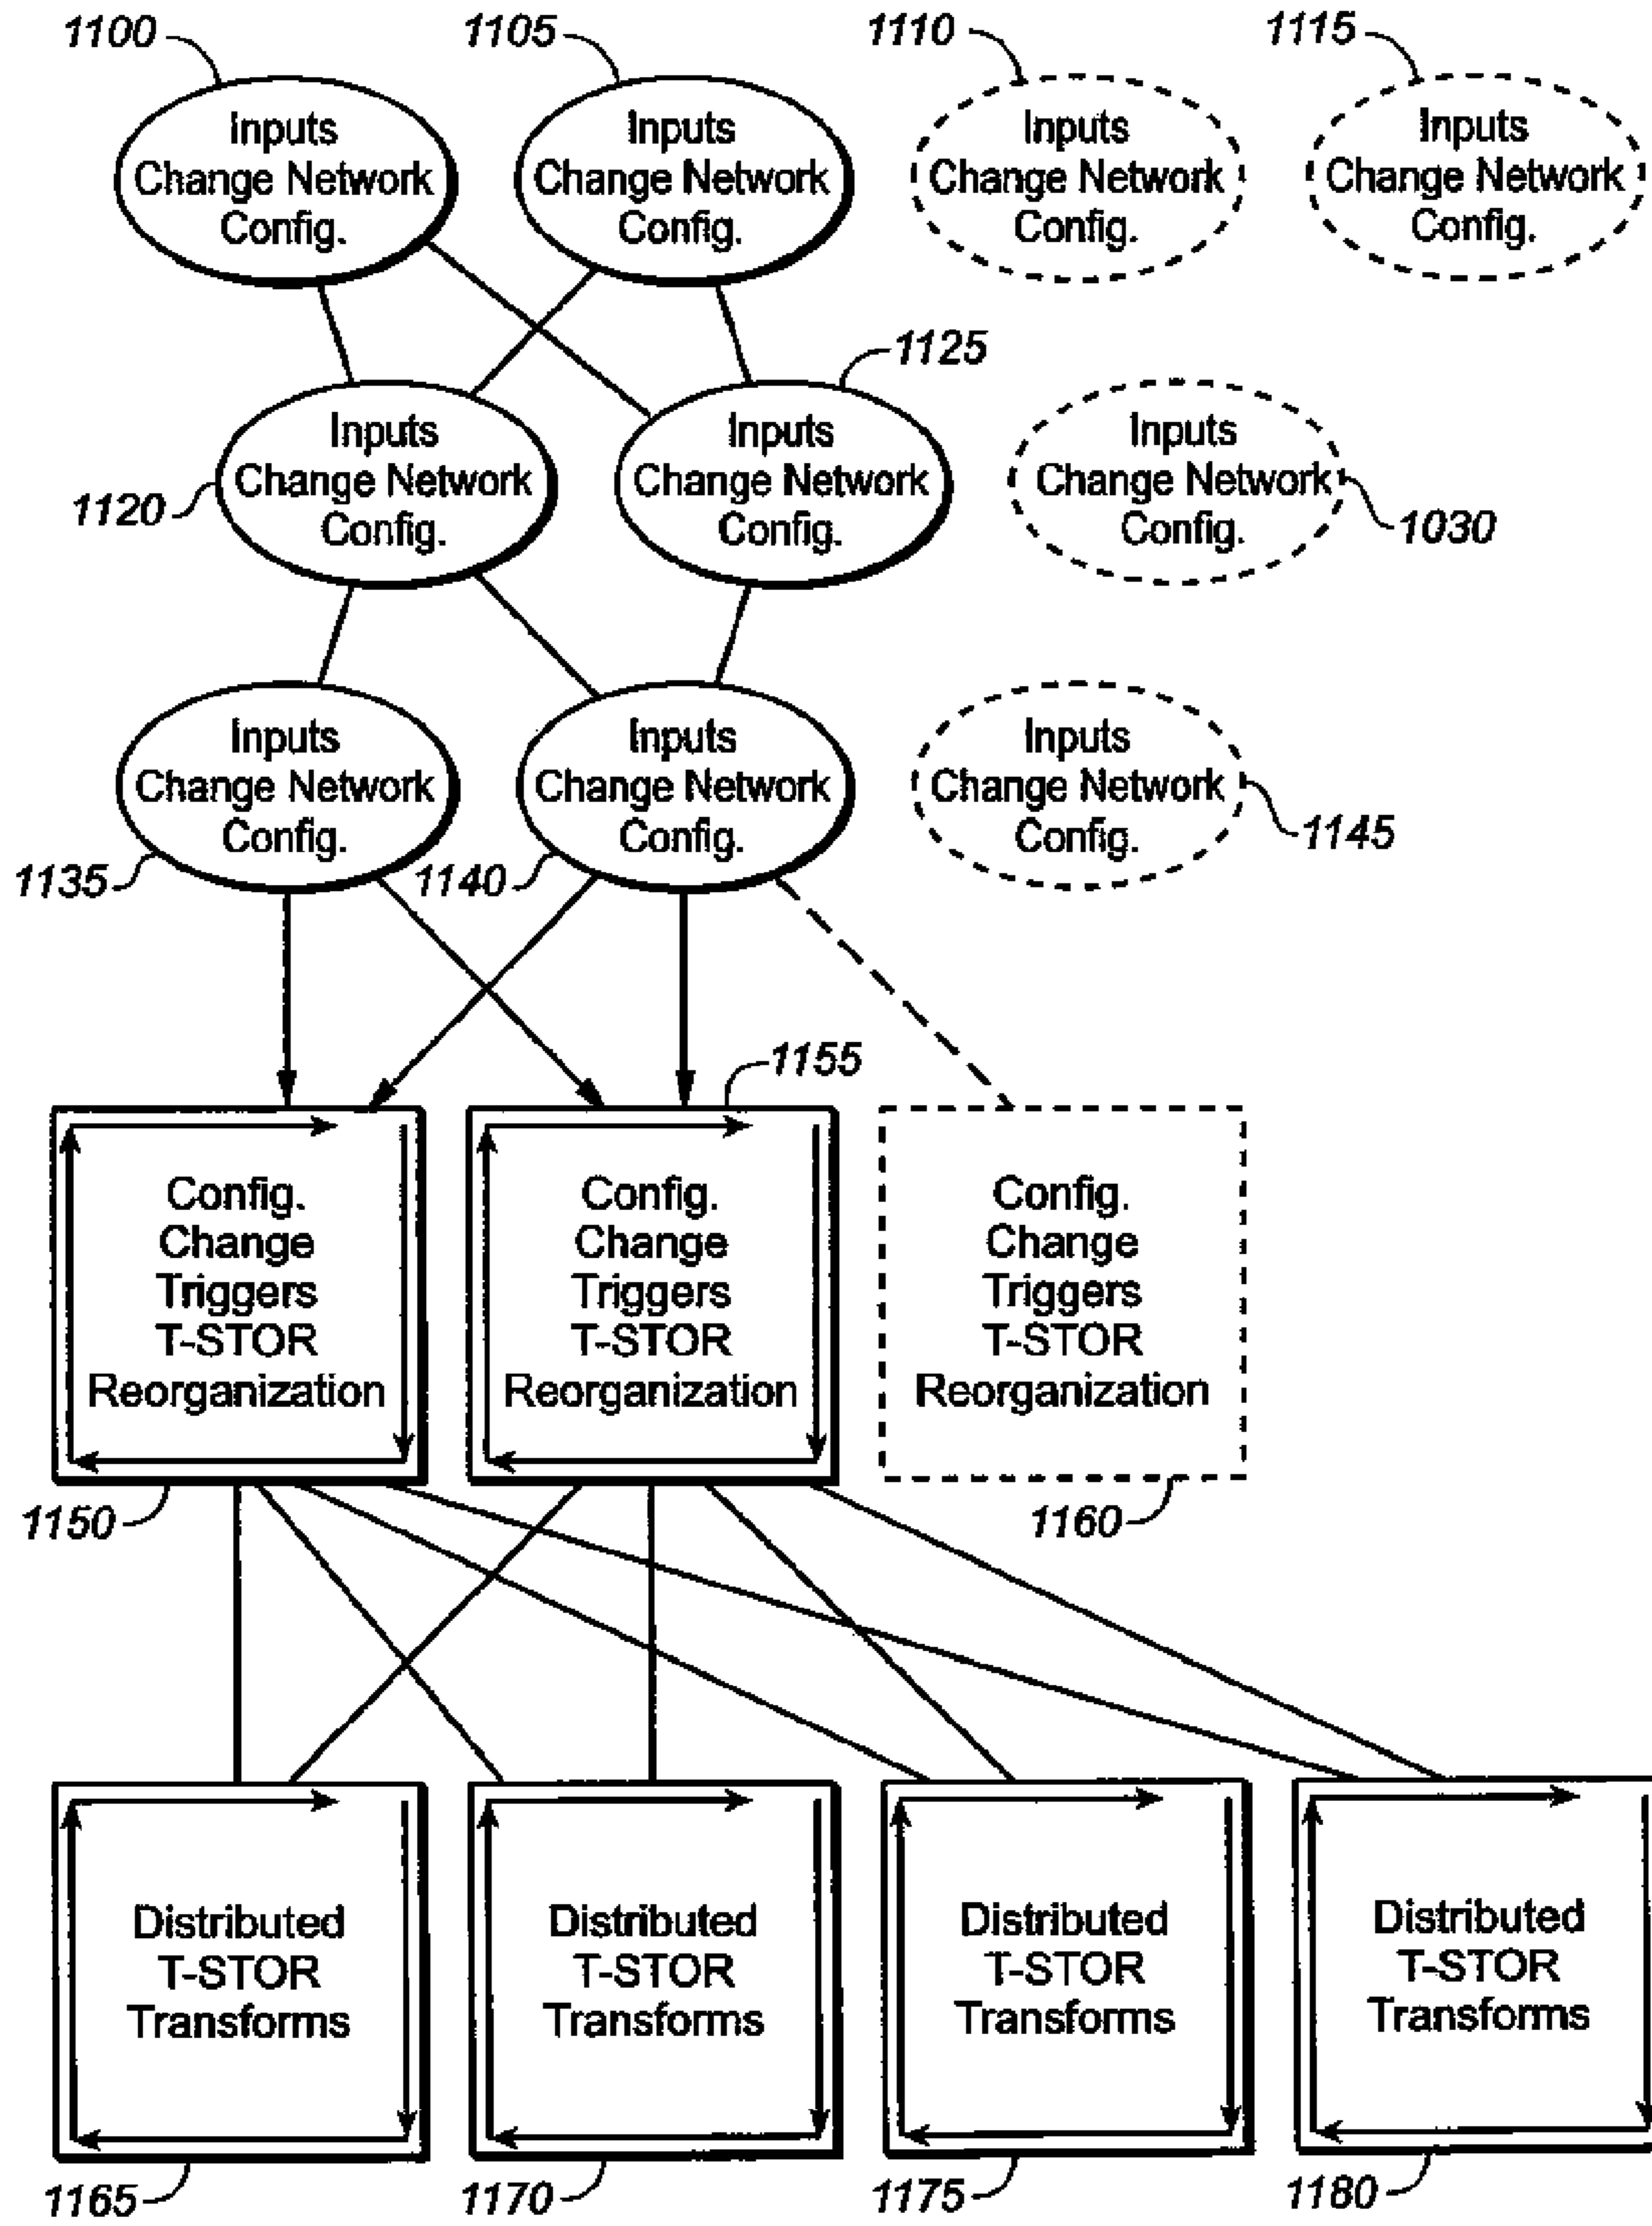 1100
1105
1110
1115
Inputs
Change Network
Config.
Inputs
Change Network
Config.
Inputs
Change Network
Config.
Inputs
Change Network
Config.
1125
Inputs
Change Network
Config.
Inputs
Change Network
Config.
Inputs
Change Network
Config.
1120
1030
Inputs
Change Network
Config.
Inputs
Change Network
Config.
Inputs
Change Network
Config.
1135
1140
1145
1155
Config.
Change
Triggers
T-STOR
Reorganization
Config.
Change
Triggers
T-STOR
Reorganization
Config.
Change
Triggers
T-STOR
Reorganization
1150
1160
Distributed
T-STOR
Transforms
Distributed
T-STOR
Transforms
Distributed
T-STOR
Transforms
Distributed
T-STOR
Transforms
1165
1170
1175
1180